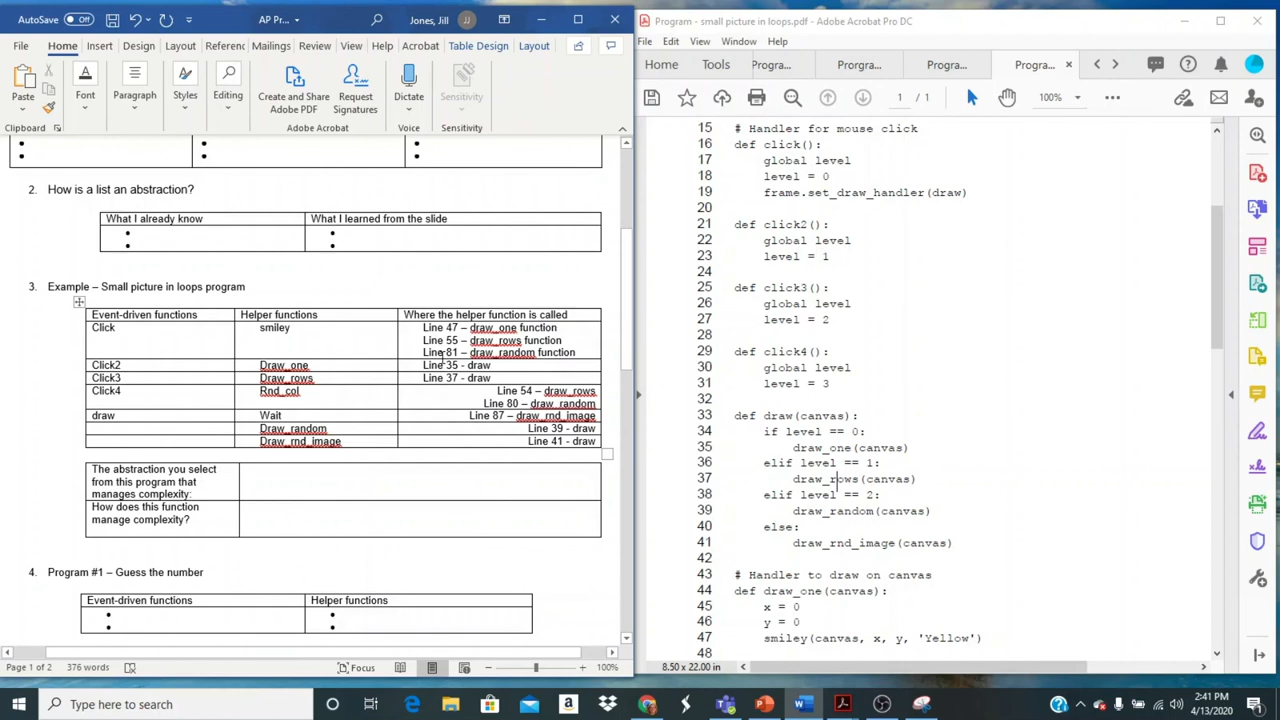 AutoSave Off AP Pr... Jones, Jill JJ
File Home Insert Design Layout References Mailings Review View Help Acrobat Table Design Layout
Paste Font Paragraph Styles Editing Create and Share Adobe PDF Request Signatures Dictate Sensitivity
Clipboard Adobe Acrobat Voice Sensitivity
2. How is a list an abstraction?
What I already know What I learned from the slide
3. Example – Small picture in loops program
Event-driven functions Helper functions Where the helper function is called
Click smiley Line 47 – draw_one function
Line 55 – draw_rows function
Line 81 – draw_random function
Click2 Draw_one Line 35 - draw
Click3 Draw_rows Line 37 - draw
Click4 Rnd_col Line 54 – draw_rows
Line 80 – draw_random
draw Wait Line 87 – draw_rnd_image
Draw_random Line 39 - draw
Draw_rnd_image Line 41 - draw
The abstraction you select
from this program that
manages complexity:
How does this function
manage complexity?
4. Program #1 – Guess the number
Event-driven functions Helper functions
Page 1 of 2 376 words Focus 100%
Program - small picture in loops.pdf - Adobe Acrobat Pro DC
File Edit View Window Help
Home Tools Progra... Progra... Progra... Progra...
1 / 1 100%
15 # Handler for mouse click
16 def click():
17 global level
18 level = 0
19 frame.set_draw_handler(draw)
20
21 def click2():
22 global level
23 level = 1
24
25 def click3():
26 global level
27 level = 2
28
29 def click4():
30 global level
31 level = 3
32
33 def draw(canvas):
34 if level == 0:
35 draw_one(canvas)
36 elif level == 1:
37 draw_rows(canvas)
38 elif level == 2:
39 draw_random(canvas)
40 else:
41 draw_rnd_image(canvas)
42
43 # Handler to draw on canvas
44 def draw_one(canvas):
45 x = 0
46 y = 0
47 smiley(canvas, x, y, 'Yellow')
48
8.50 x 22.00 in
Type here to search
2:41 PM
4/13/2020